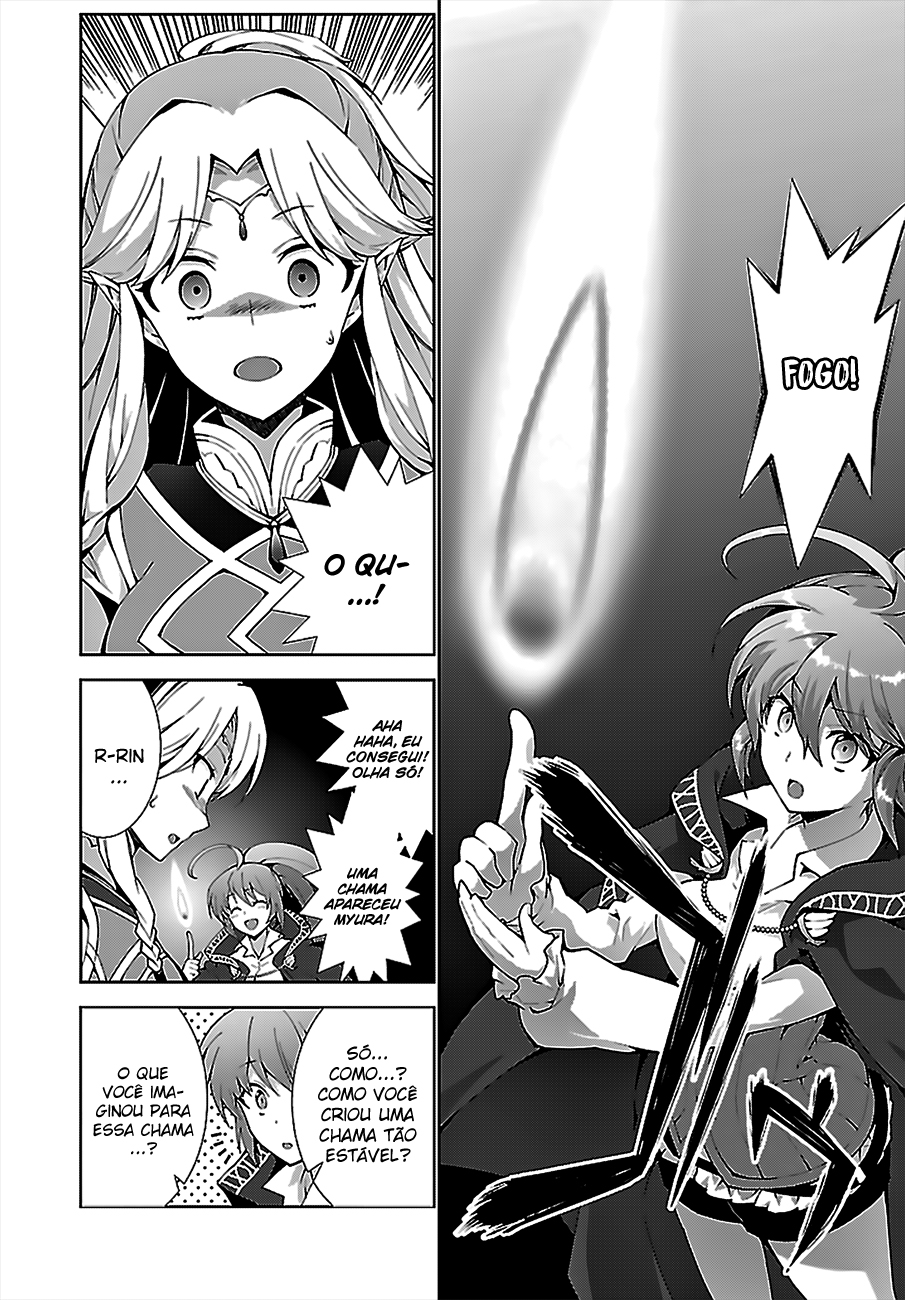 FOGO!
O QU-
...!
AHA
HAHA, EU
CONSEGUI!
OLHA SÓ!
R-RIN
...
UMA
CHAMA
APARECEU
MYURA!
SÓ...
COMO...?
COMO VOCÊ
CRIOU UMA
CHAMA TÃO
ESTÁVEL?
O QUE
VOCÊ IMA-
GINOU PARA
ESSA CHAMA
...?